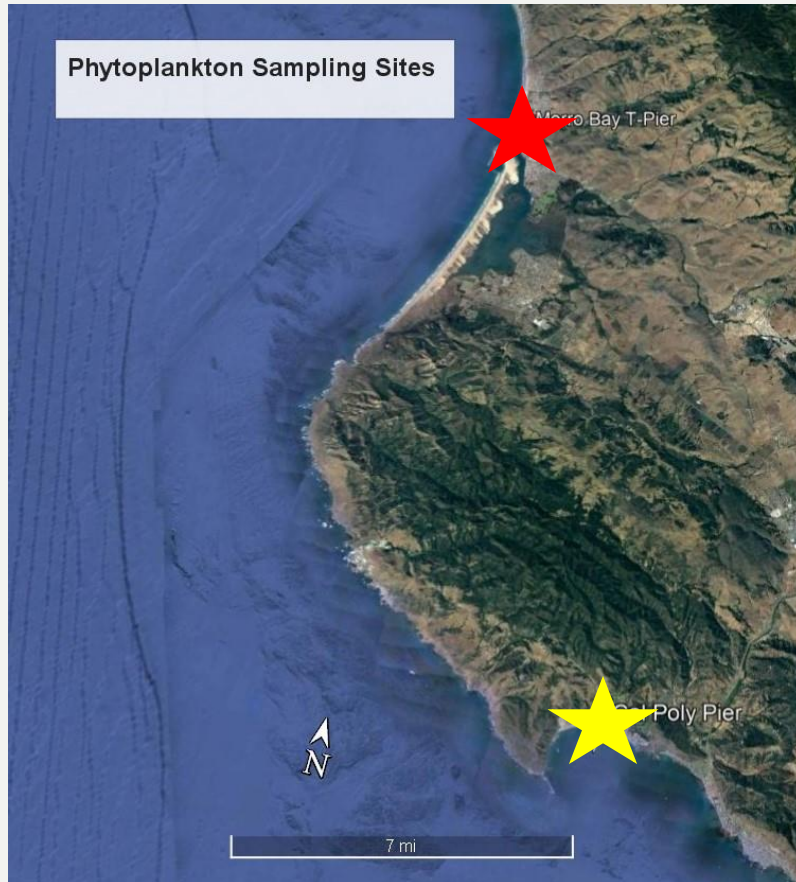 Phytoplankton Sampling Sites
Morro Bay T-Pier
Cal Poly Pier
N
7 mi